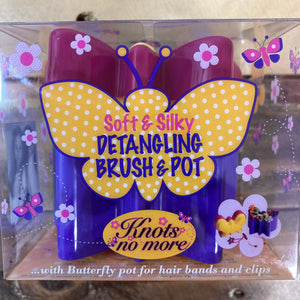 Soft & Silky
DETANGLING
BRUSH & POT
Knots
no more
...with Butterfly pot for hair bands and clips